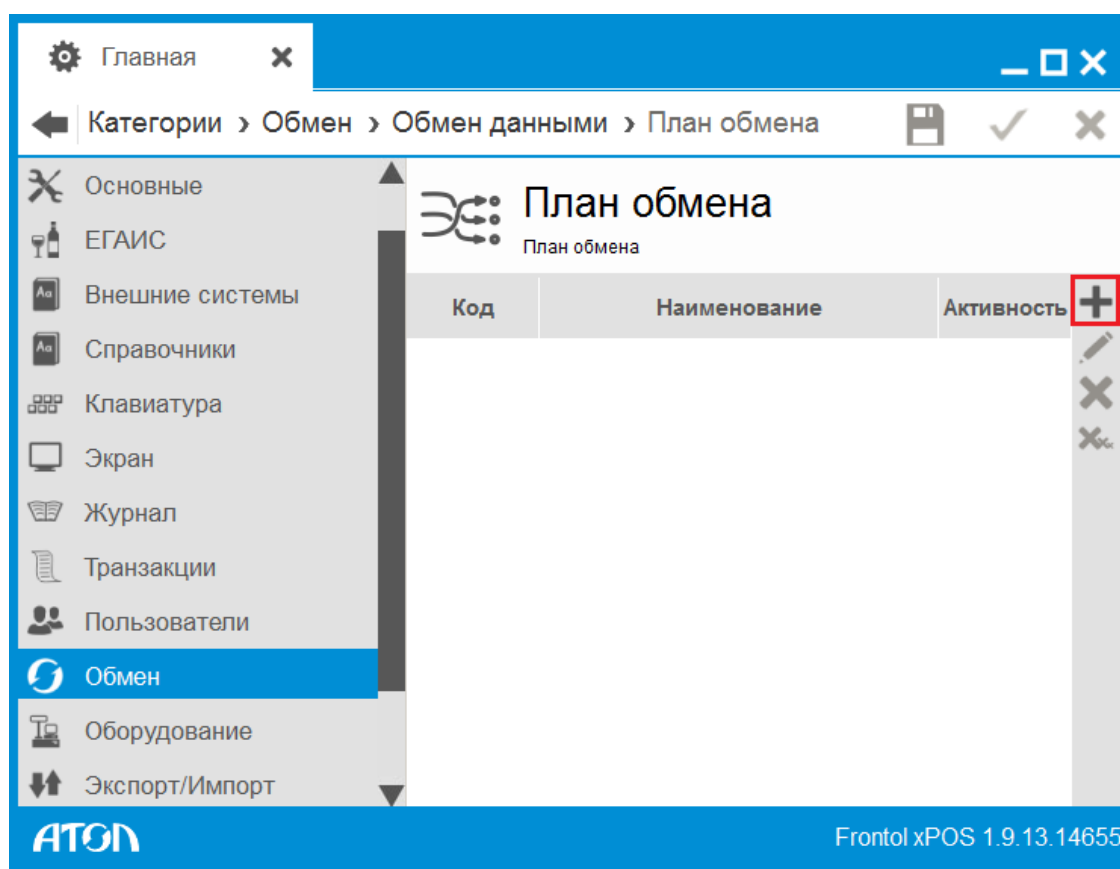 Главная
Категории › Обмен › Обмен данными › План обмена
Основные
ЕГАИС
Внешние системы
Справочники
Клавиатура
Экран
Журнал
Транзакции
Пользователи
Обмен
Оборудование
Экспорт/Импорт
План обмена
План обмена
Код Наименование Активность
ATOL
Frontol xPOS 1.9.13.14655